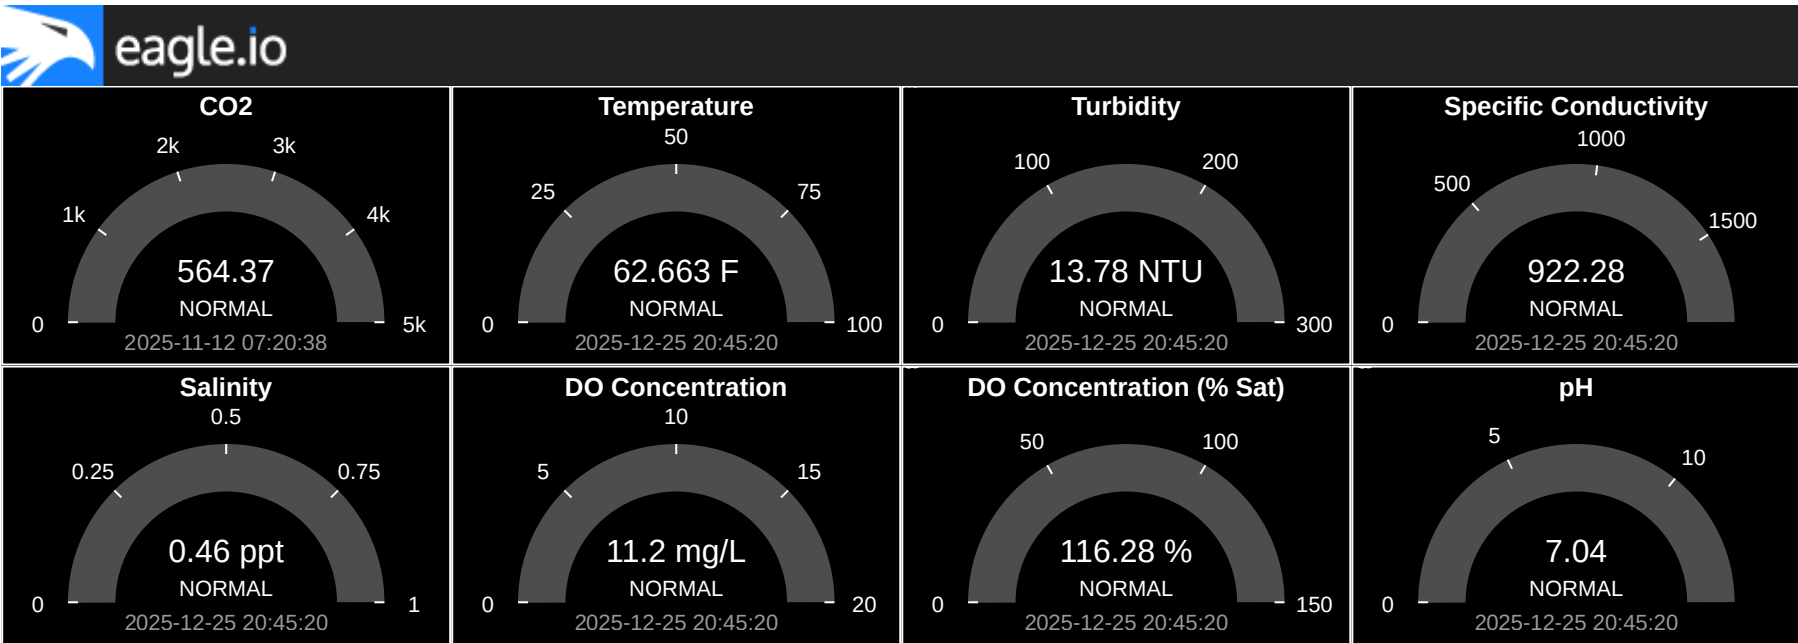 eagle.io
CO2
2k
3k
1k
4k
564.37
NORMAL
0
5k
2025-11-12 07:20:38
Temperature
50
25
75
62.663 F
NORMAL
0
100
2025-12-25 20:45:20
Turbidity
100
200
13.78 NTU
NORMAL
0
300
2025-12-25 20:45:20
Specific Conductivity
1000
500
1500
922.28
NORMAL
0
2025-12-25 20:45:20
Salinity
0.5
0.25
0.75
0.46 ppt
NORMAL
0
1
2025-12-25 20:45:20
DO Concentration
10
5
15
11.2 mg/L
NORMAL
0
20
2025-12-25 20:45:20
DO Concentration (% Sat)
50
100
116.28 %
NORMAL
0
150
2025-12-25 20:45:20
pH
5
10
7.04
NORMAL
0
2025-12-25 20:45:20